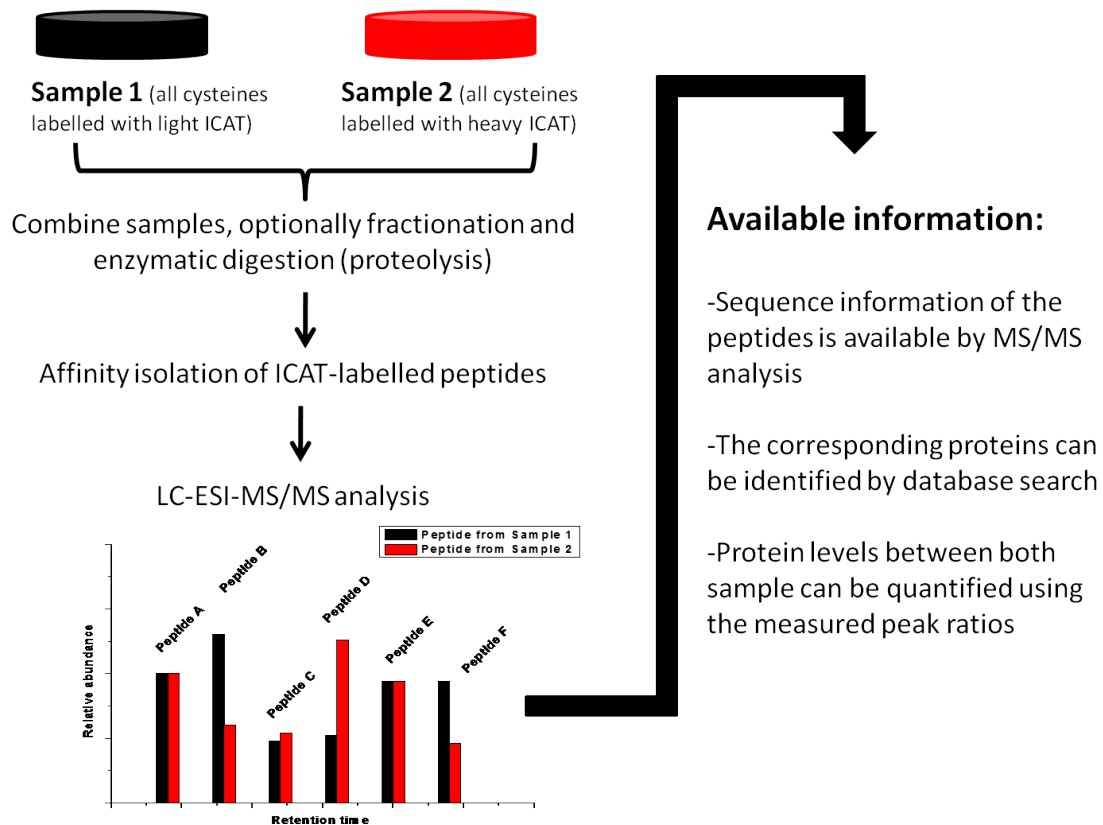 Sample 1 (all cysteines
labelled with light ICAT)
Sample 2 (all cysteines
labelled with heavy ICAT)
Combine samples, optionally fractionation and
enzymatic digestion (proteolysis)
Affinity isolation of ICAT-labelled peptides
LC-ESI-MS/MS analysis
Peptide from Sample 1
Peptide from Sample 2
Peptide A
Peptide B
Peptide C
Peptide D
Peptide E
Peptide F
Relative abundance
Retention time
Available information:
-Sequence information of the
peptides is available by MS/MS
analysis
-The corresponding proteins can
be identified by database search
-Protein levels between both
sample can be quantified using
the measured peak ratios